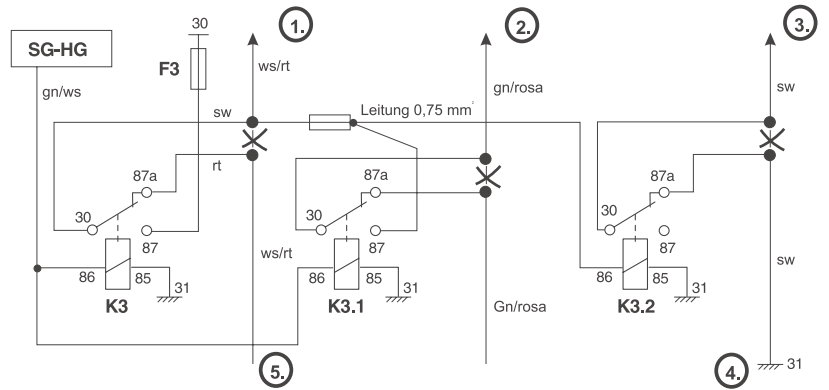 30
1.
2.
3.
SG-HG
F3
ws/rt
gn/rosa
sw
gn/ws
sw
Leitung 0,75 mm²
rt
87a
87a
87a
30
30
30
87
87
87
ws/rt
86
85
86
85
86
85
sw
31
31
31
K3
K3.1
K3.2
Gn/rosa
5.
4.
31